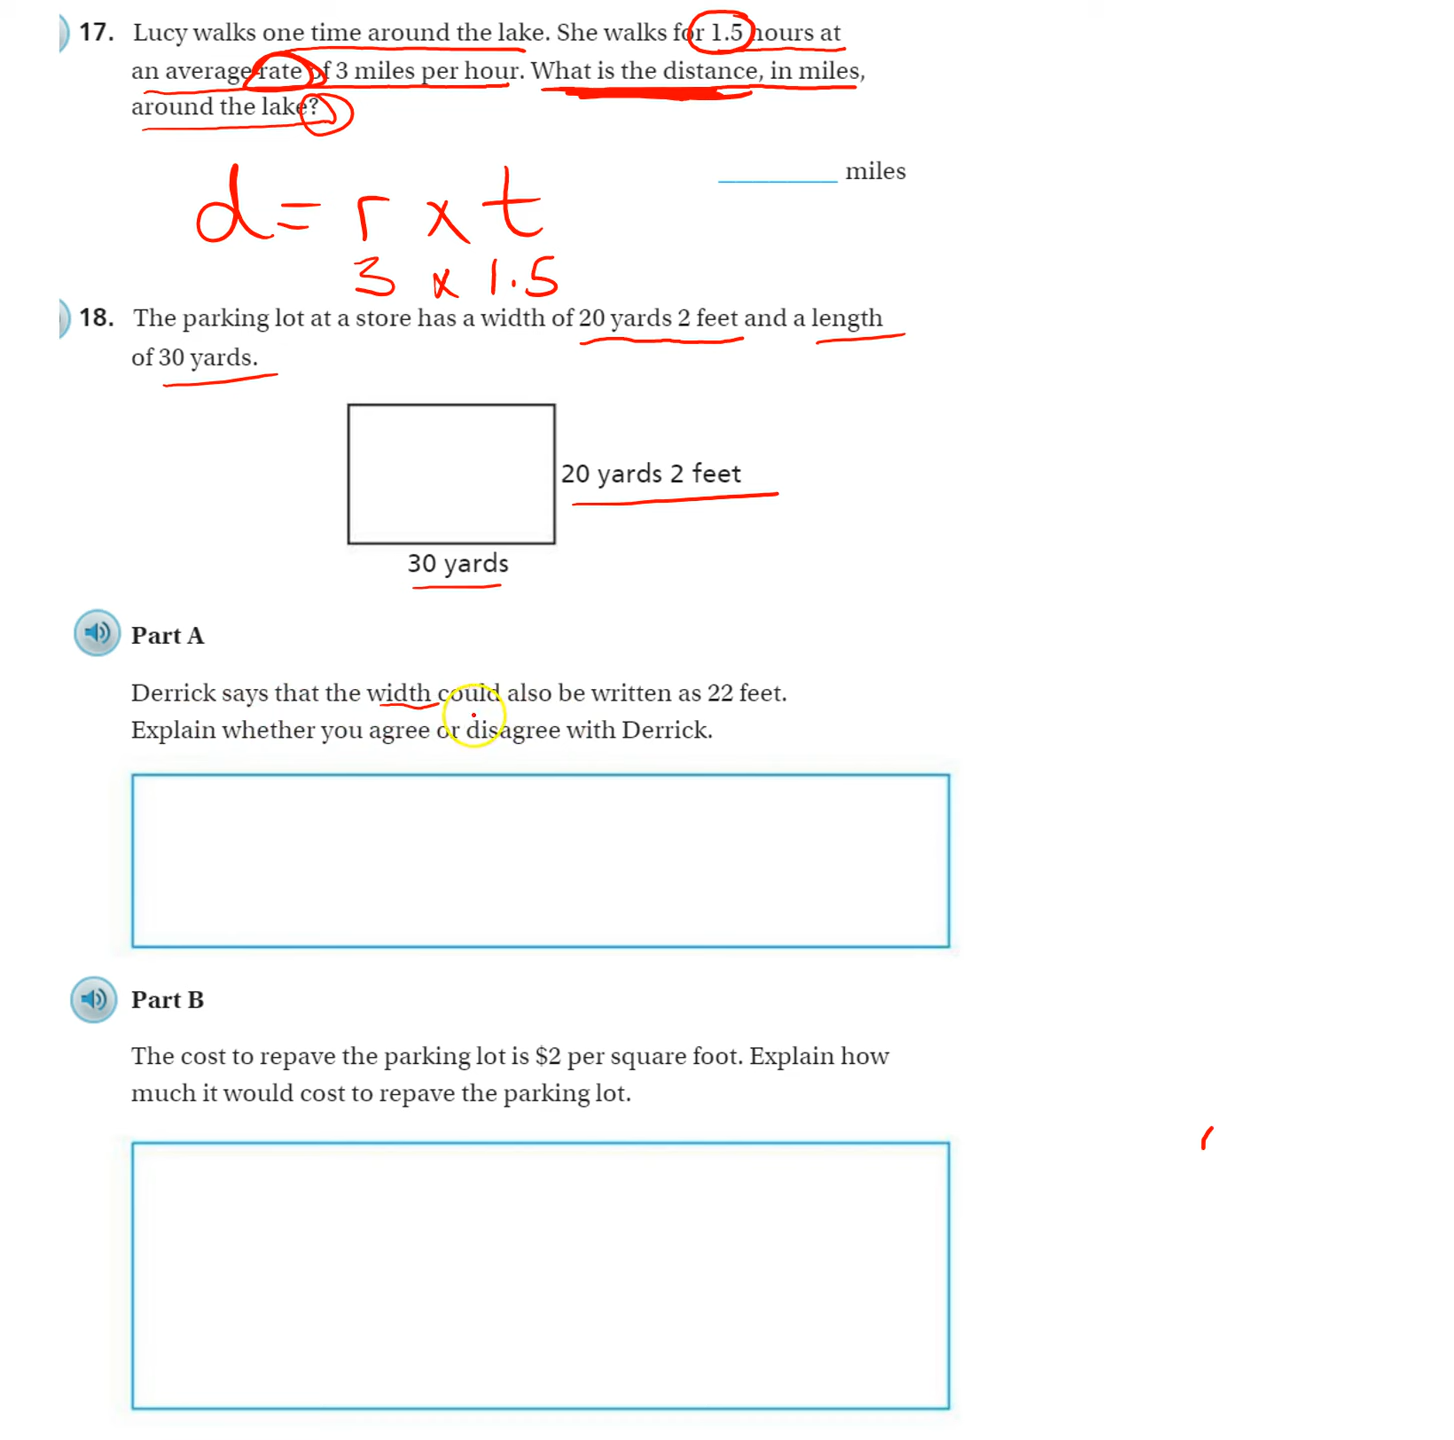 17. Lucy walks one time around the lake. She walks for 1.5 hours at
an average rate of 3 miles per hour. What is the distance, in miles,
around the lake?
miles
d = r x t
3 x 1.5
18. The parking lot at a store has a width of 20 yards 2 feet and a length
of 30 yards.
20 yards 2 feet
30 yards
Part A
Derrick says that the width could also be written as 22 feet.
Explain whether you agree or disagree with Derrick.
Part B
The cost to repave the parking lot is $2 per square foot. Explain how
much it would cost to repave the parking lot.